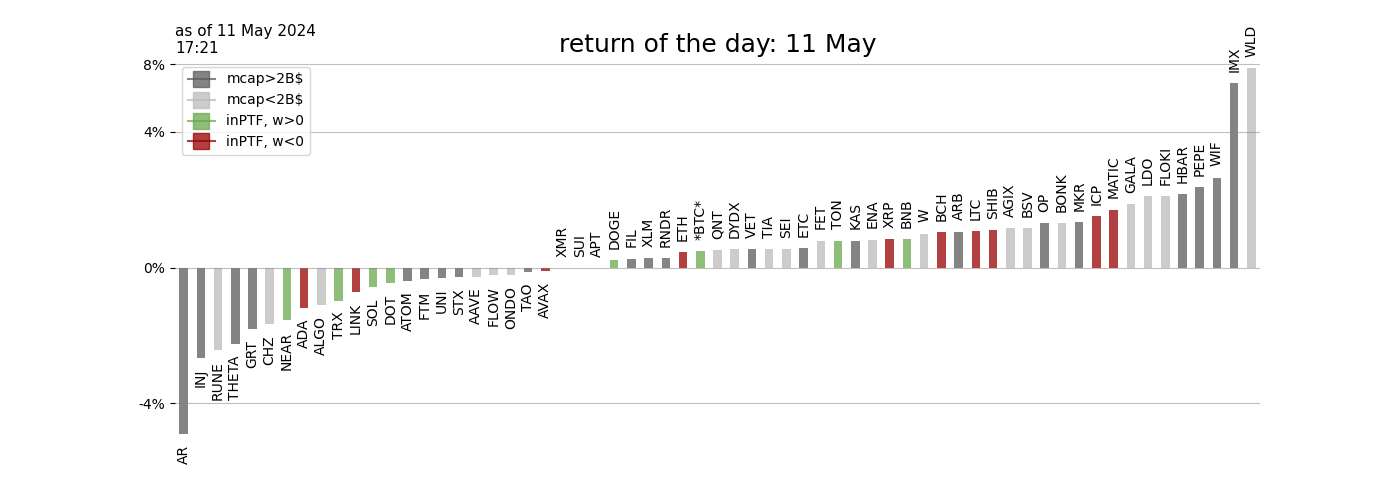 as of 11 May 2024
17:21
return of the day: 11 May
8%
4%
0%
-4%
mcap>2B$
mcap<2B$
inPTF, w>0
inPTF, w<0
AR
INJ
RUNE
THETA
GRT
CHZ
NEAR
ADA
ALGO
TRX
LINK
SOL
DOT
ATOM
FTM
UNI
STX
AAVE
FLOW
ONDO
TAO
AVAX
XMR
SUI
APT
DOGE
FIL
XLM
RNDR
ETH
*BTC*
QNT
DYDX
VET
TIA
SEI
ETC
FET
TON
KAS
ENA
XRP
BNB
W
BCH
ARB
LTC
SHIB
AGIX
BSV
OP
BONK
MKR
ICP
MATIC
GALA
LDO
FLOKI
HBAR
PEPE
WIF
IMX
WLD